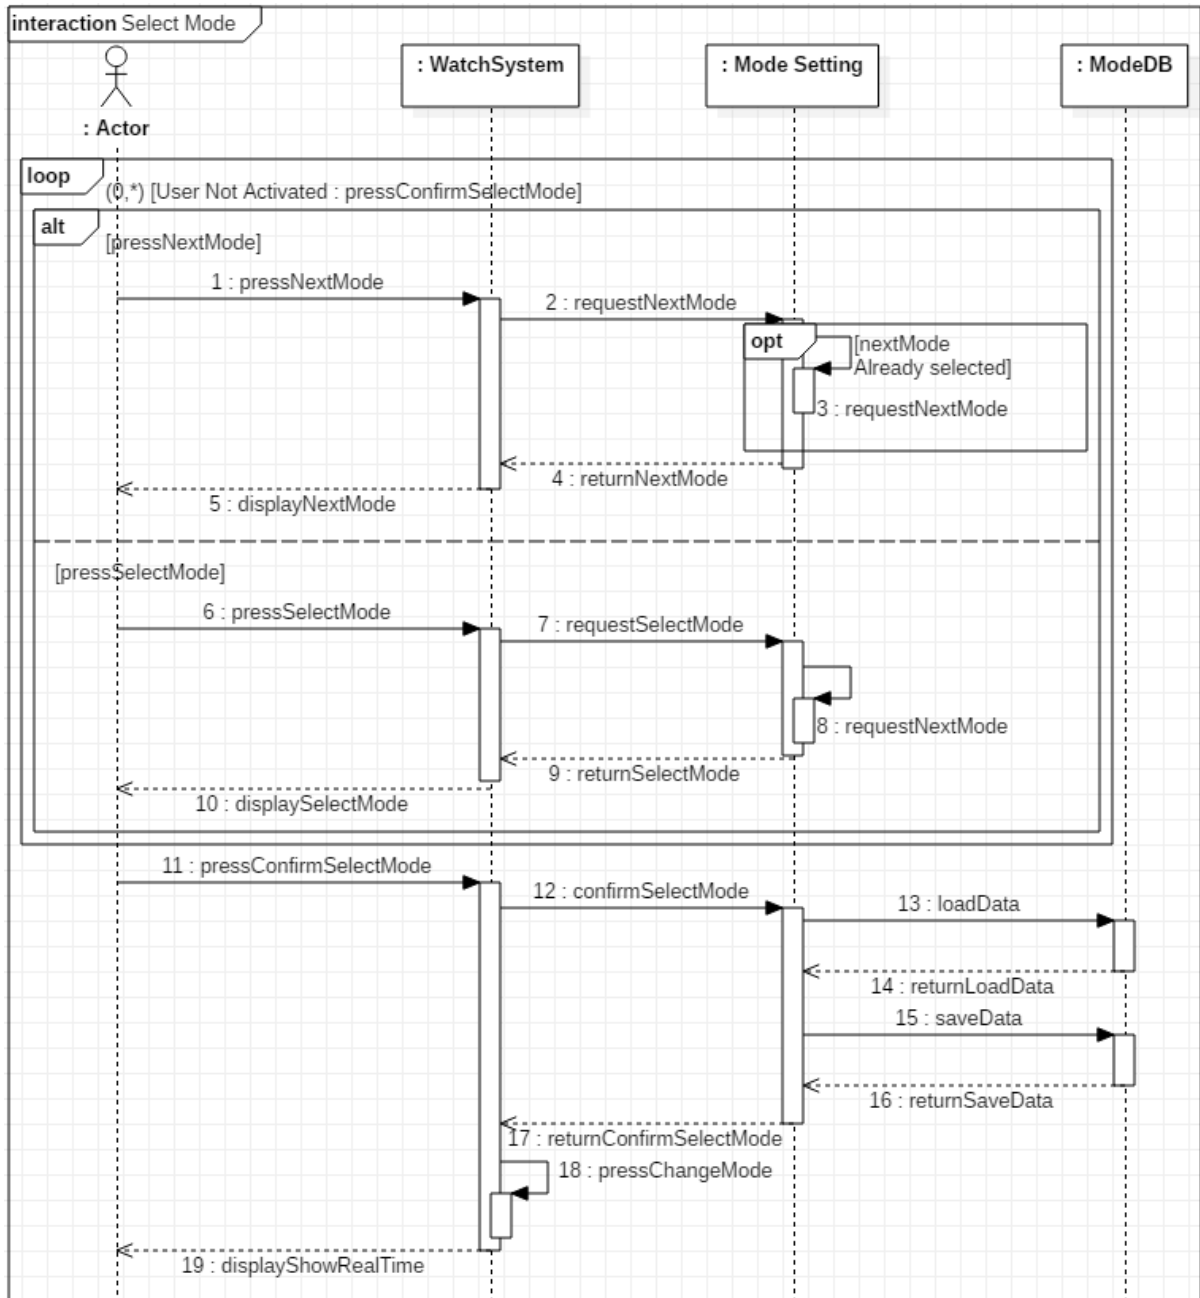 interaction Select Mode
: WatchSystem
: Mode Setting
: ModeDB
: Actor
loop
(0,*) [User Not Activated : pressConfirmSelectMode]
alt
[pressNextMode]
1 : pressNextMode
2 : requestNextMode
opt
[nextMode
Already selected]
3 : requestNextMode
4 : returnNextMode
5 : displayNextMode
[pressSelectMode]
6 : pressSelectMode
7 : requestSelectMode
8 : requestNextMode
9 : returnSelectMode
10 : displaySelectMode
11 : pressConfirmSelectMode
12 : confirmSelectMode
13 : loadData
14 : returnLoadData
15 : saveData
16 : returnSaveData
17 : returnConfirmSelectMode
18 : pressChangeMode
19 : displayShowRealTime